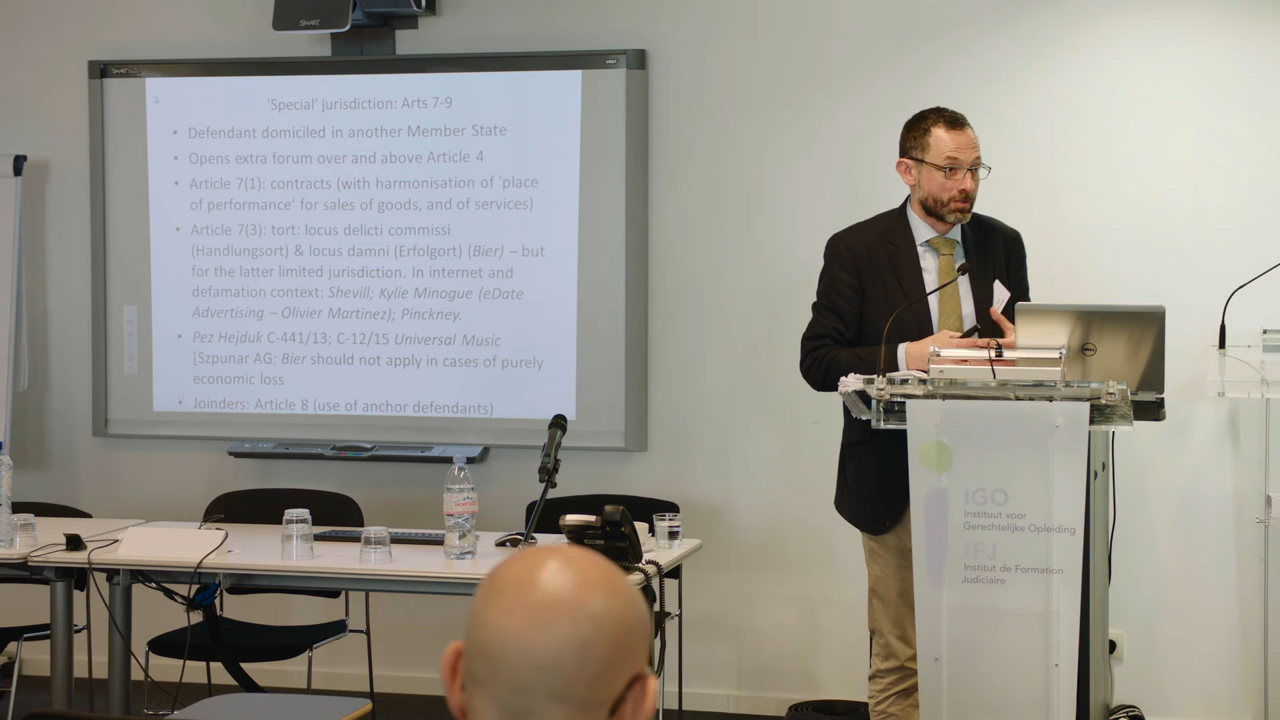 SMART
SMART
'Special' jurisdiction: Arts 7-9
• Defendant domiciled in another Member State
• Opens extra forum over and above Article 4
• Article 7(1): contracts (with harmonisation of 'place
of perforce' for sales of goods, and of services)
• Article 7(3): tort: locus delicti commissi
(Handlungsort) & locus damni (Erfolgort) (Bier) – but
for the latter limited jurisdiction. In internet and
defamation context: Shevill; Kylie Minogue (eDate
Advertising – Olivier Martinez); Pinckney.
• Pez Hejduk C-441/13; C-12/15 Universal Music
[Szpunar AG: Bier should not apply in cases of purely
economic loss
• Joinders: Article 8 (use of anchor defendants)
DELL
IGO
Instituut voor
Gerechtelijke Opleiding
IFJ
Institut de Formation
Judiciaire